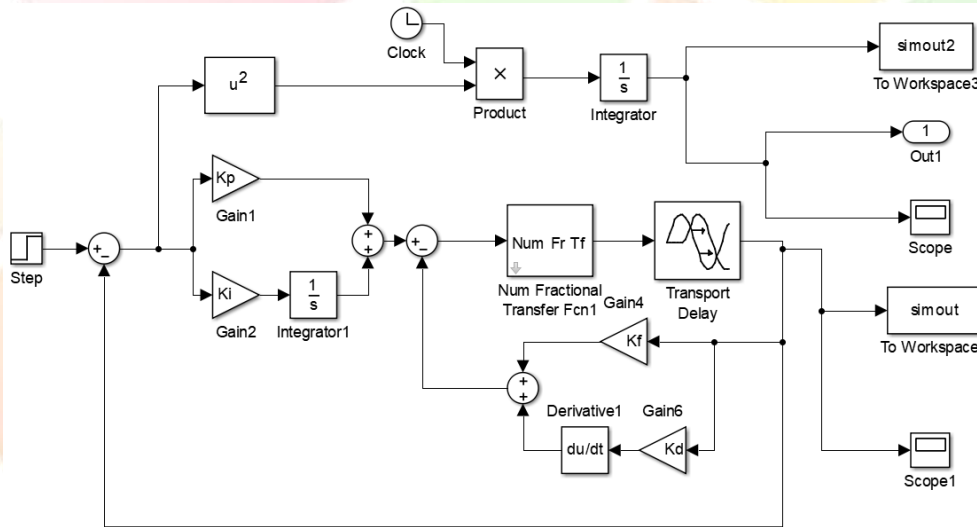 Clock
u²
×
Product
1
s
Integrator
simout2
To Workspace3
1
Out1
Scope
Step
+
−
Kp
Gain1
Ki
Gain2
1
s
Integrator1
+
+
+
−
Num Fr Tf
Num Fractional
Transfer Fcn1
Transport
Delay
Gain4
Kf
+
+
Derivative1
du/dt
Gain6
Kd
simout
To Workspace
Scope1